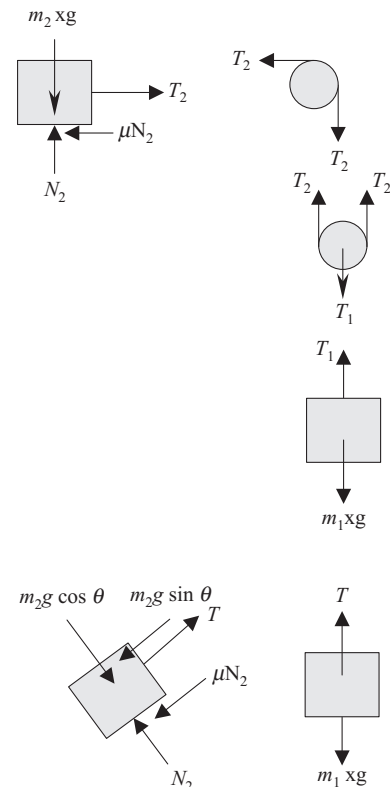 m₂ xg
T₂
μN₂
N₂
T₂
T₂
T₂ T₂
T₁
T₁
m₁xg
m₂g cos θ m₂g sin θ
T
μN₂
N₂
T
m₁ xg